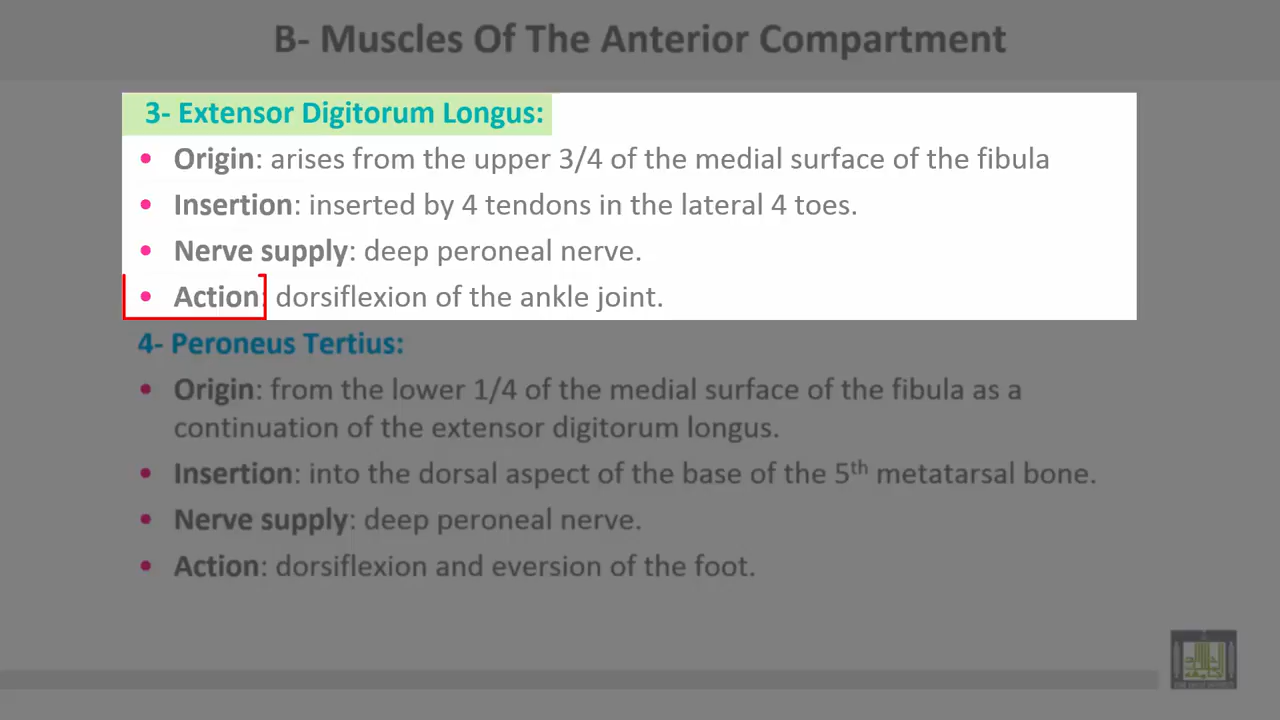 B- Muscles Of The Anterior Compartment
3- Extensor Digitorum Longus:
• Origin: arises from the upper 3/4 of the medial surface of the fibula
• Insertion: inserted by 4 tendons in the lateral 4 toes.
• Nerve supply: deep peroneal nerve.
• Action: dorsiflexion of the ankle joint.
4- Peroneus Tertius:
• Origin: from the lower 1/4 of the medial surface of the fibula as a
continuation of the extensor digitorum longus.
• Insertion: into the dorsal aspect of the base of the 5th metatarsal bone.
• Nerve supply: deep peroneal nerve.
• Action: dorsiflexion and eversion of the foot.